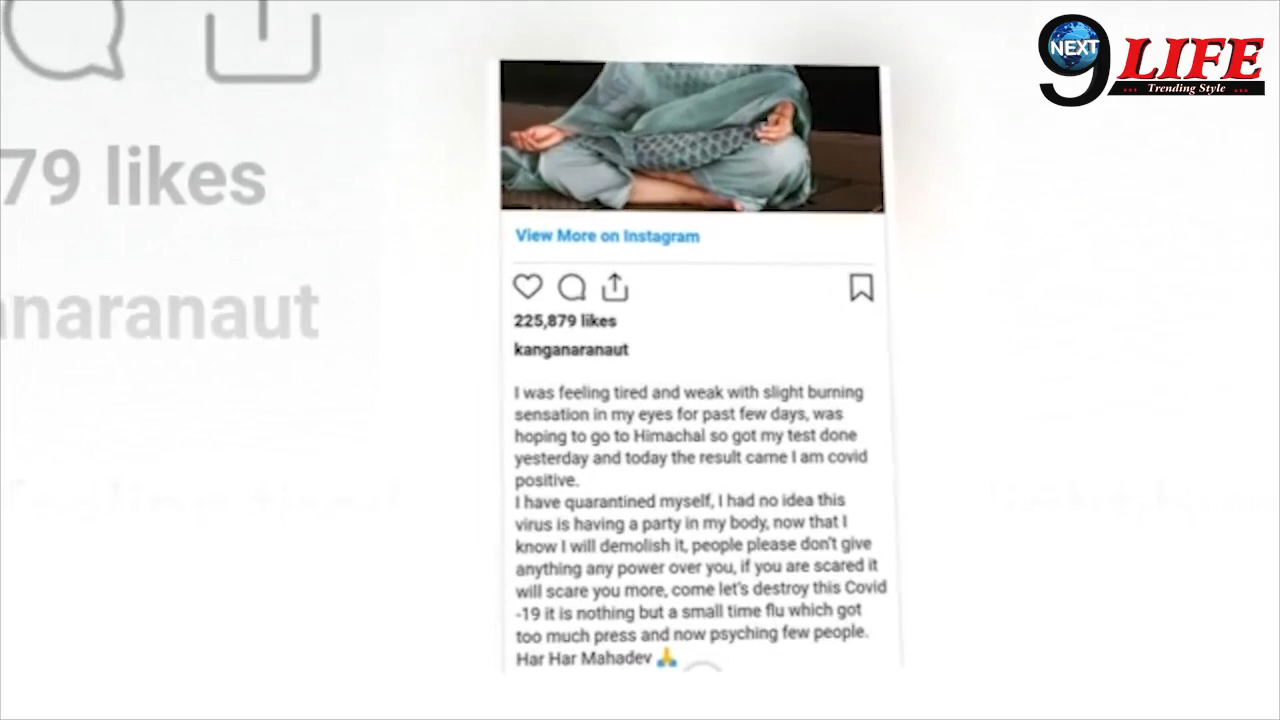 9 NEXT LIFE
... Trending Style ...
79 likes
naranaut
View More on Instagram
225,879 likes
kanganaranaut
I was feeling tired and weak with slight burning
sensation in my eyes for past few days, was
hoping to go to Himachal so got my test done
yesterday and today the result came I am covid
positive.
I have quarantined myself, I had no idea this
virus is having a party in my body, now that I
know I will demolish it, people please don't give
anything any power over you, if you are scared it
will scare you more, come let's destroy this Covid
-19 it is nothing but a small time flu which got
too much press and now psyching few people.
Har Har Mahadev 🙏